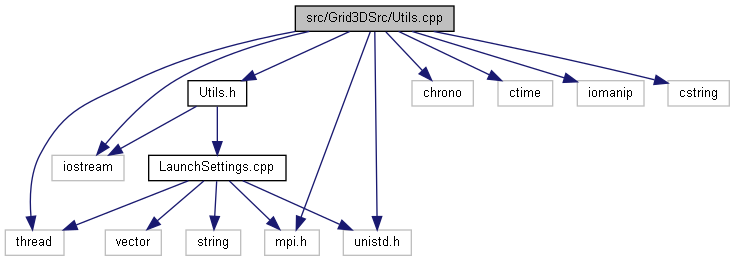 src/Grid3DSrc/Utils.cpp
Utils.h
chrono
ctime
iomanip
cstring
iostream
LaunchSettings.cpp
thread
vector
string
mpi.h
unistd.h